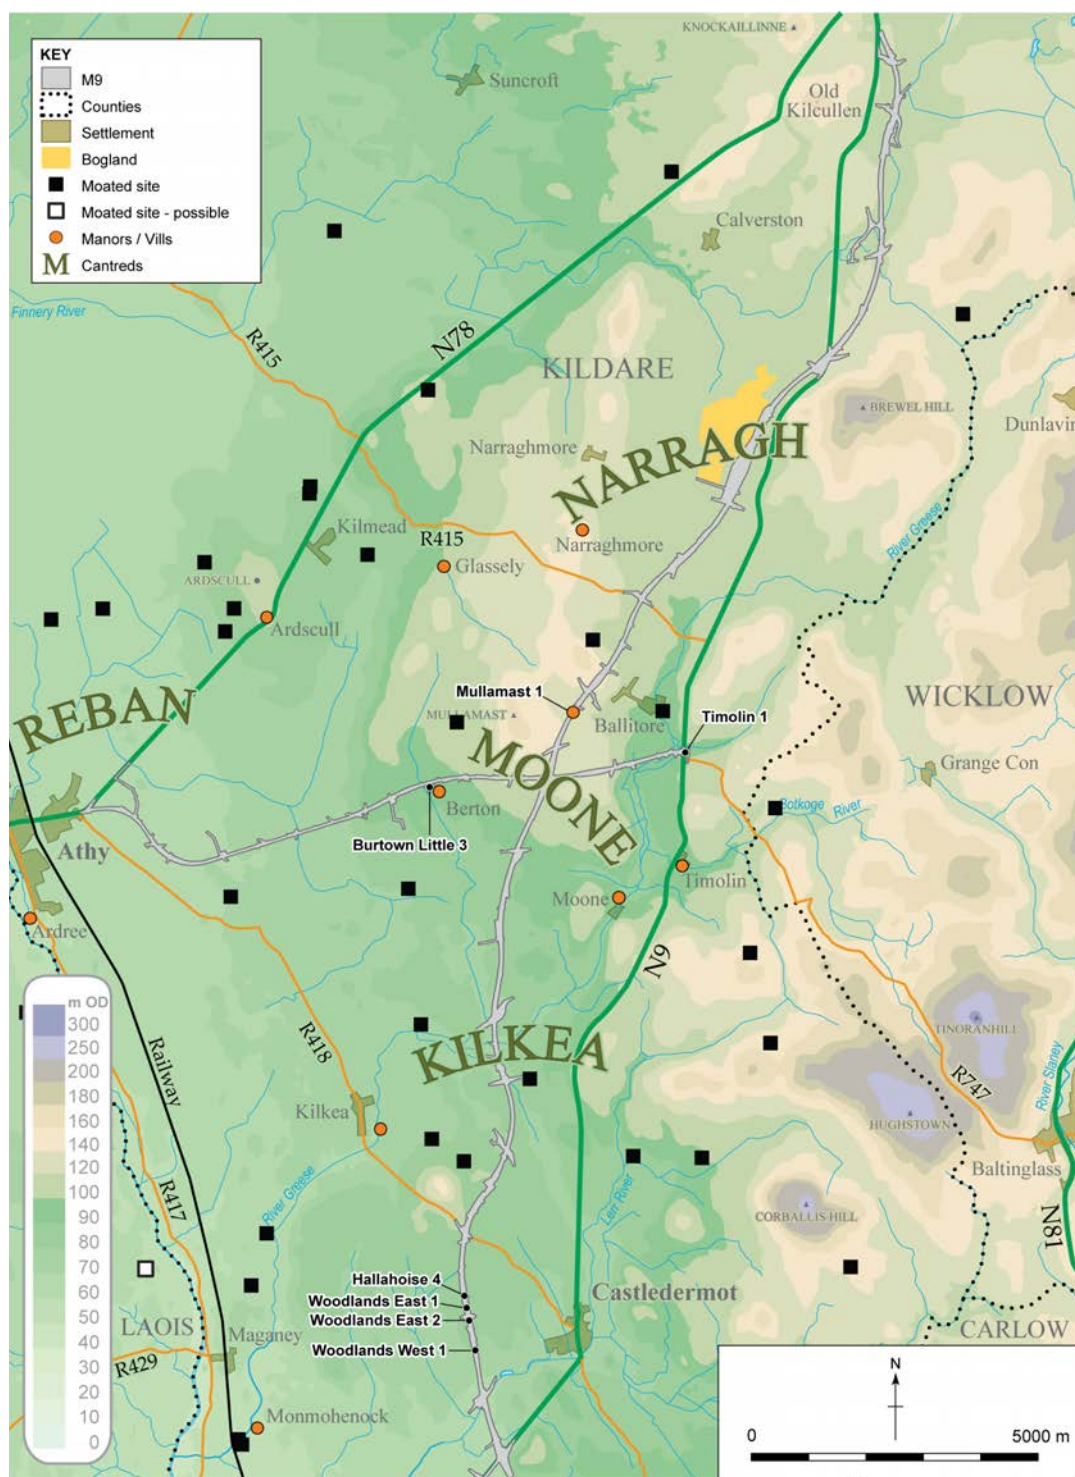 KEY
M9
Counties
Settlement
Bogland
Moated site
Moated site - possible
Manors / Vills
M Cantreds
KNOCKAILLINNE
Suncroft
Old
Kilcullen
Calverston
Finnery River
R415
N78
KILDARE
BREWEL HILL
Dunlavin
NARRAGH
Narraghmore
Kilmead
R415
Narraghmore
River Greese
Glassely
ARDSCULL
Ardscull
REBAN
Mullamast 1
MULLAMAST
Ballitore
Timolin 1
WICKLOW
MOONE
Grange Con
Berton
Botkoge River
Burtown Little 3
Athy
Timolin
Moone
Ardree
N9
m OD
300
250
200
180
160
140
120
100
90
80
70
60
50
40
30
20
10
0
Railway
R418
KILKEA
TINORANHILL
R747
River Slaney
HUGHSTOWN
Kilkea
Baltinglass
R417
River Greese
Lerr River
CORBALLIS HILL
N81
Hallahoise 4
Woodlands East 1
Woodlands East 2
Woodlands West 1
Castledermot
LAOIS
Maganey
R429
CARLOW
Monmohenock
N
0
5000 m